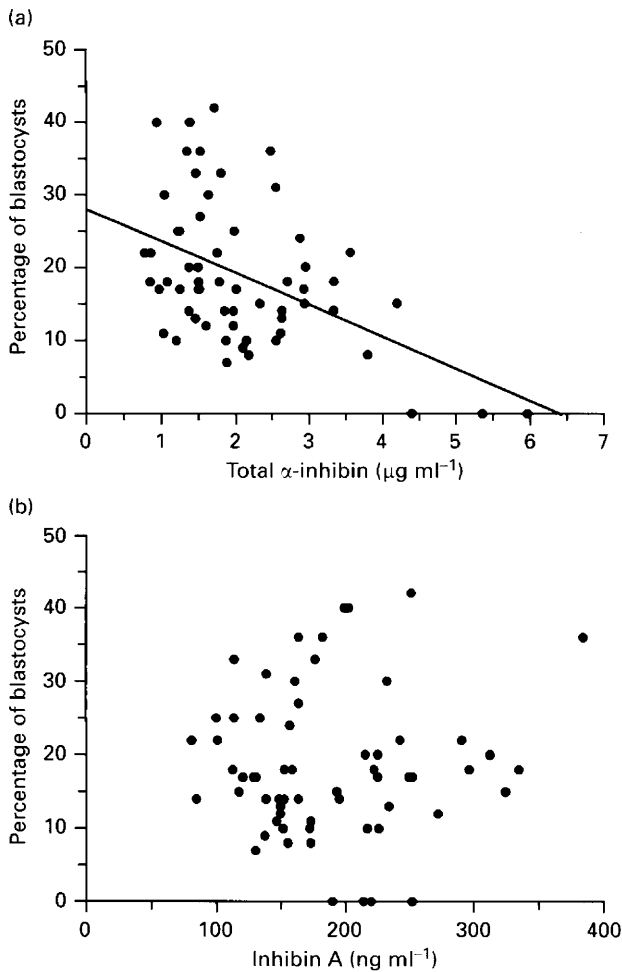 (a)
50
40
30
20
10
0
Percentage of blastocysts
0 1 2 3 4 5 6 7
Total α-inhibin (μg ml⁻¹)
(b)
50
40
30
20
10
0
Percentage of blastocysts
0 100 200 300 400
Inhibin A (ng ml⁻¹)